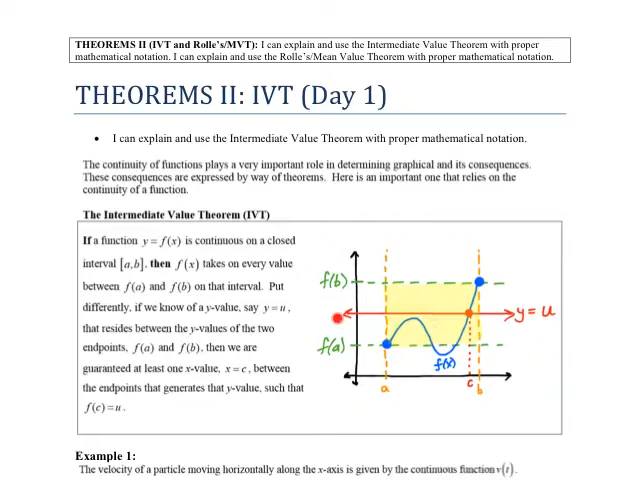 THEOREMS II (IVT and Rolle's/MVT): I can explain and use the Intermediate Value Theorem with proper
mathematical notation. I can explain and use the Rolle's/Mean Value Theorem with proper mathematical notation.
THEOREMS II: IVT (Day 1)
• I can explain and use the Intermediate Value Theorem with proper mathematical notation.
The continuity of functions plays a very important role in determining graphical and its consequences.
These consequences are expressed by way of theorems. Here is an important one that relies on the
continuity of a function.
The Intermediate Value Theorem (IVT)
If a function y = f(x) is continuous on a closed
interval [a,b], then f(x) takes on every value
between f(a) and f(b) on that interval. Put
differently, if we know of a y-value, say y = u,
that resides between the y-values of the two
endpoints, f(a) and f(b), then we are
guaranteed at least one x-value, x = c, between
the endpoints that generates that y-value, such that
f(c) = u.
f(b)
y = u
f(a)
f(x)
a
c
b
Example 1:
The velocity of a particle moving horizontally along the x-axis is given by the continuous function v(t).